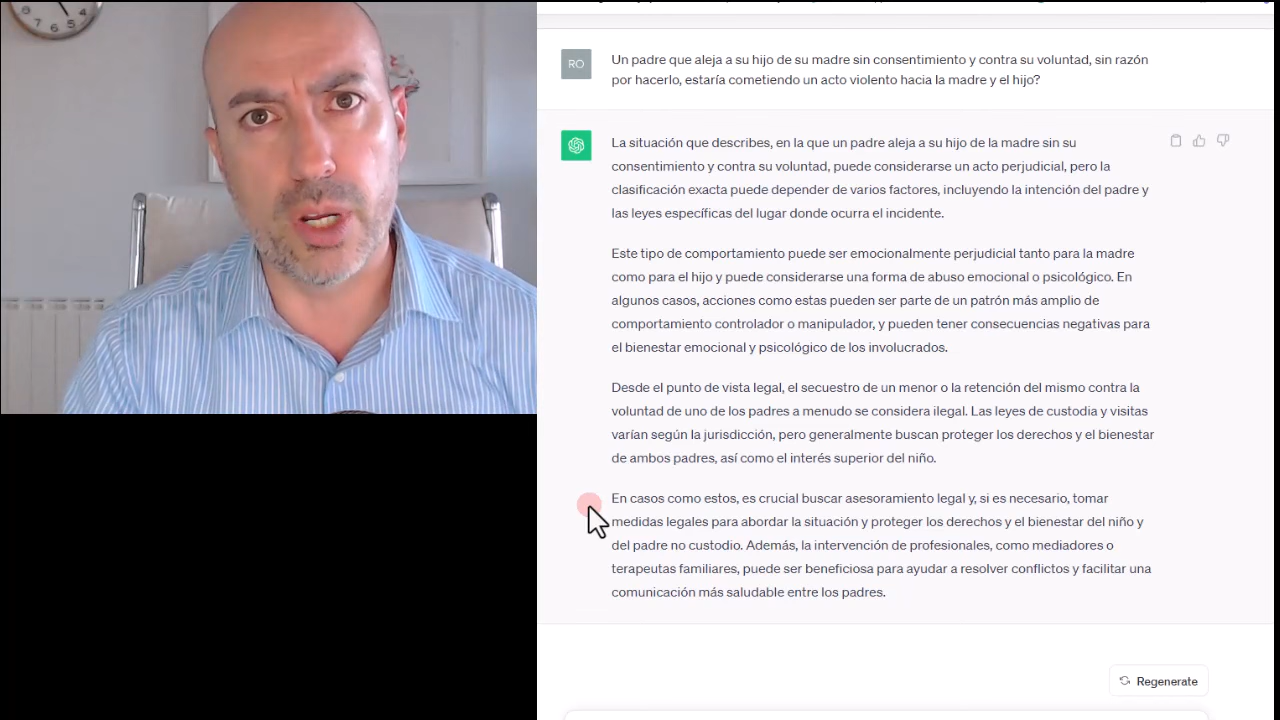 RO
Un padre que aleja a su hijo de su madre sin consentimiento y contra su voluntad, sin razón
por hacerlo, estaría cometiendo un acto violento hacia la madre y el hijo?
La situación que describes, en la que un padre aleja a su hijo de la madre sin su
consentimiento y contra su voluntad, puede considerarse un acto perjudicial, pero la
clasificación exacta puede depender de varios factores, incluyendo la intención del padre y
las leyes específicas del lugar donde ocurra el incidente.
Este tipo de comportamiento puede ser emocionalmente perjudicial tanto para la madre
como para el hijo y puede considerarse una forma de abuso emocional o psicológico. En
algunos casos, acciones como estas pueden ser parte de un patrón más amplio de
comportamiento controlador o manipulador, y pueden tener consecuencias negativas para
el bienestar emocional y psicológico de los involucrados.
Desde el punto de vista legal, el secuestro de un menor o la retención del mismo contra la
voluntad de uno de los padres a menudo se considera ilegal. Las leyes de custodia y visitas
varían según la jurisdicción, pero generalmente buscan proteger los derechos y el bienestar
de ambos padres, así como el interés superior del niño.
En casos como estos, es crucial buscar asesoramiento legal y, si es necesario, tomar
medidas legales para abordar la situación y proteger los derechos y el bienestar del niño y
del padre no custodio. Además, la intervención de profesionales, como mediadores o
terapeutas familiares, puede ser beneficiosa para ayudar a resolver conflictos y facilitar una
comunicación más saludable entre los padres.
Regenerate